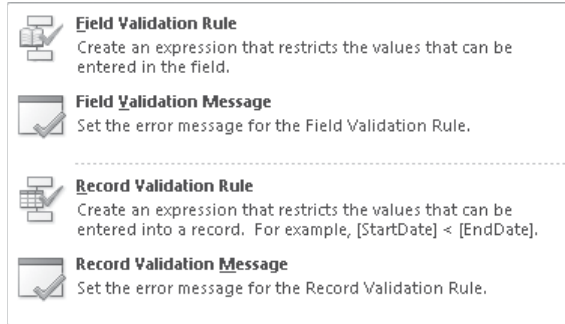 Field Validation Rule
Create an expression that restricts the values that can be
entered in the field.
Field Validation Message
Set the error message for the Field Validation Rule.
Record Validation Rule
Create an expression that restricts the values that can be
entered into a record.  For example, [StartDate] < [EndDate].
Record Validation Message
Set the error message for the Record Validation Rule.